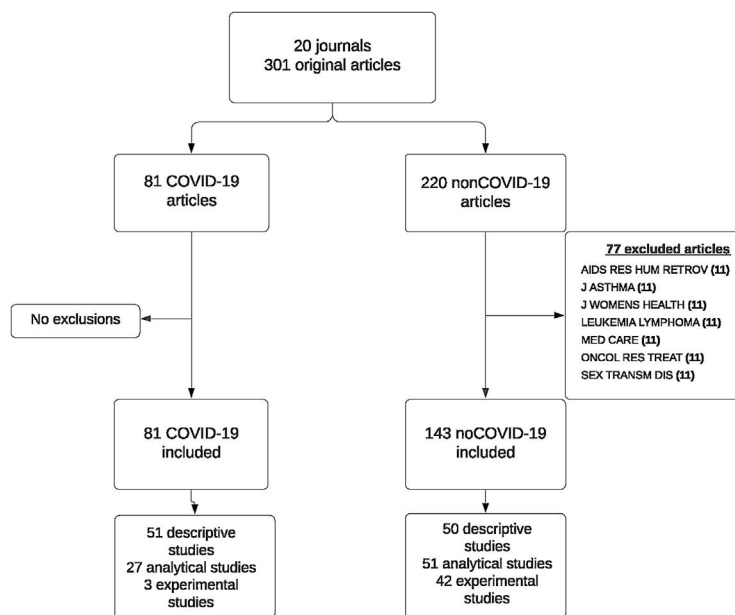 20 journals
301 original articles
81 COVID-19
articles
220 nonCOVID-19
articles
77 excluded articles
AIDS RES HUM RETROV (11)
J ASTHMA (11)
J WOMENS HEALTH (11)
LEUKEMIA LYMPHOMA (11)
MED CARE (11)
ONCOL RES TREAT (11)
SEX TRANSM DIS (11)
No exclusions
81 COVID-19
included
143 noCOVID-19
included
51 descriptive
studies
27 analytical studies
3 experimental
studies
50 descriptive
studies
51 analytical studies
42 experimental
studies